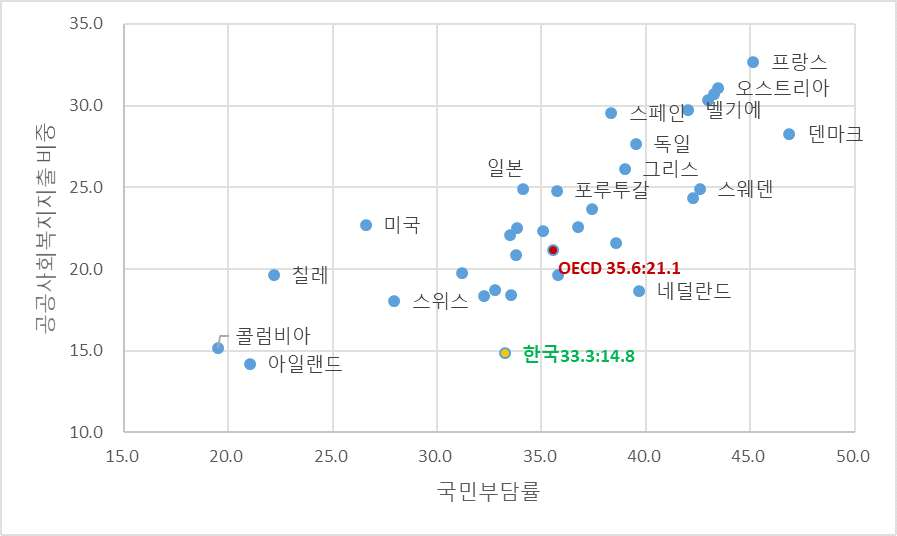 35.0
30.0
25.0
20.0
15.0
10.0
공공사회복지지출 비중
프랑스
오스트리아
스페인
벨기에
덴마크
독일
일본
그리스
포루투갈
스웨덴
미국
OECD 35.6:21.1
칠레
네덜란드
스위스
콜럼비아
한국33.3:14.8
아일랜드
15.0 20.0 25.0 30.0 35.0 40.0 45.0 50.0
국민부담률